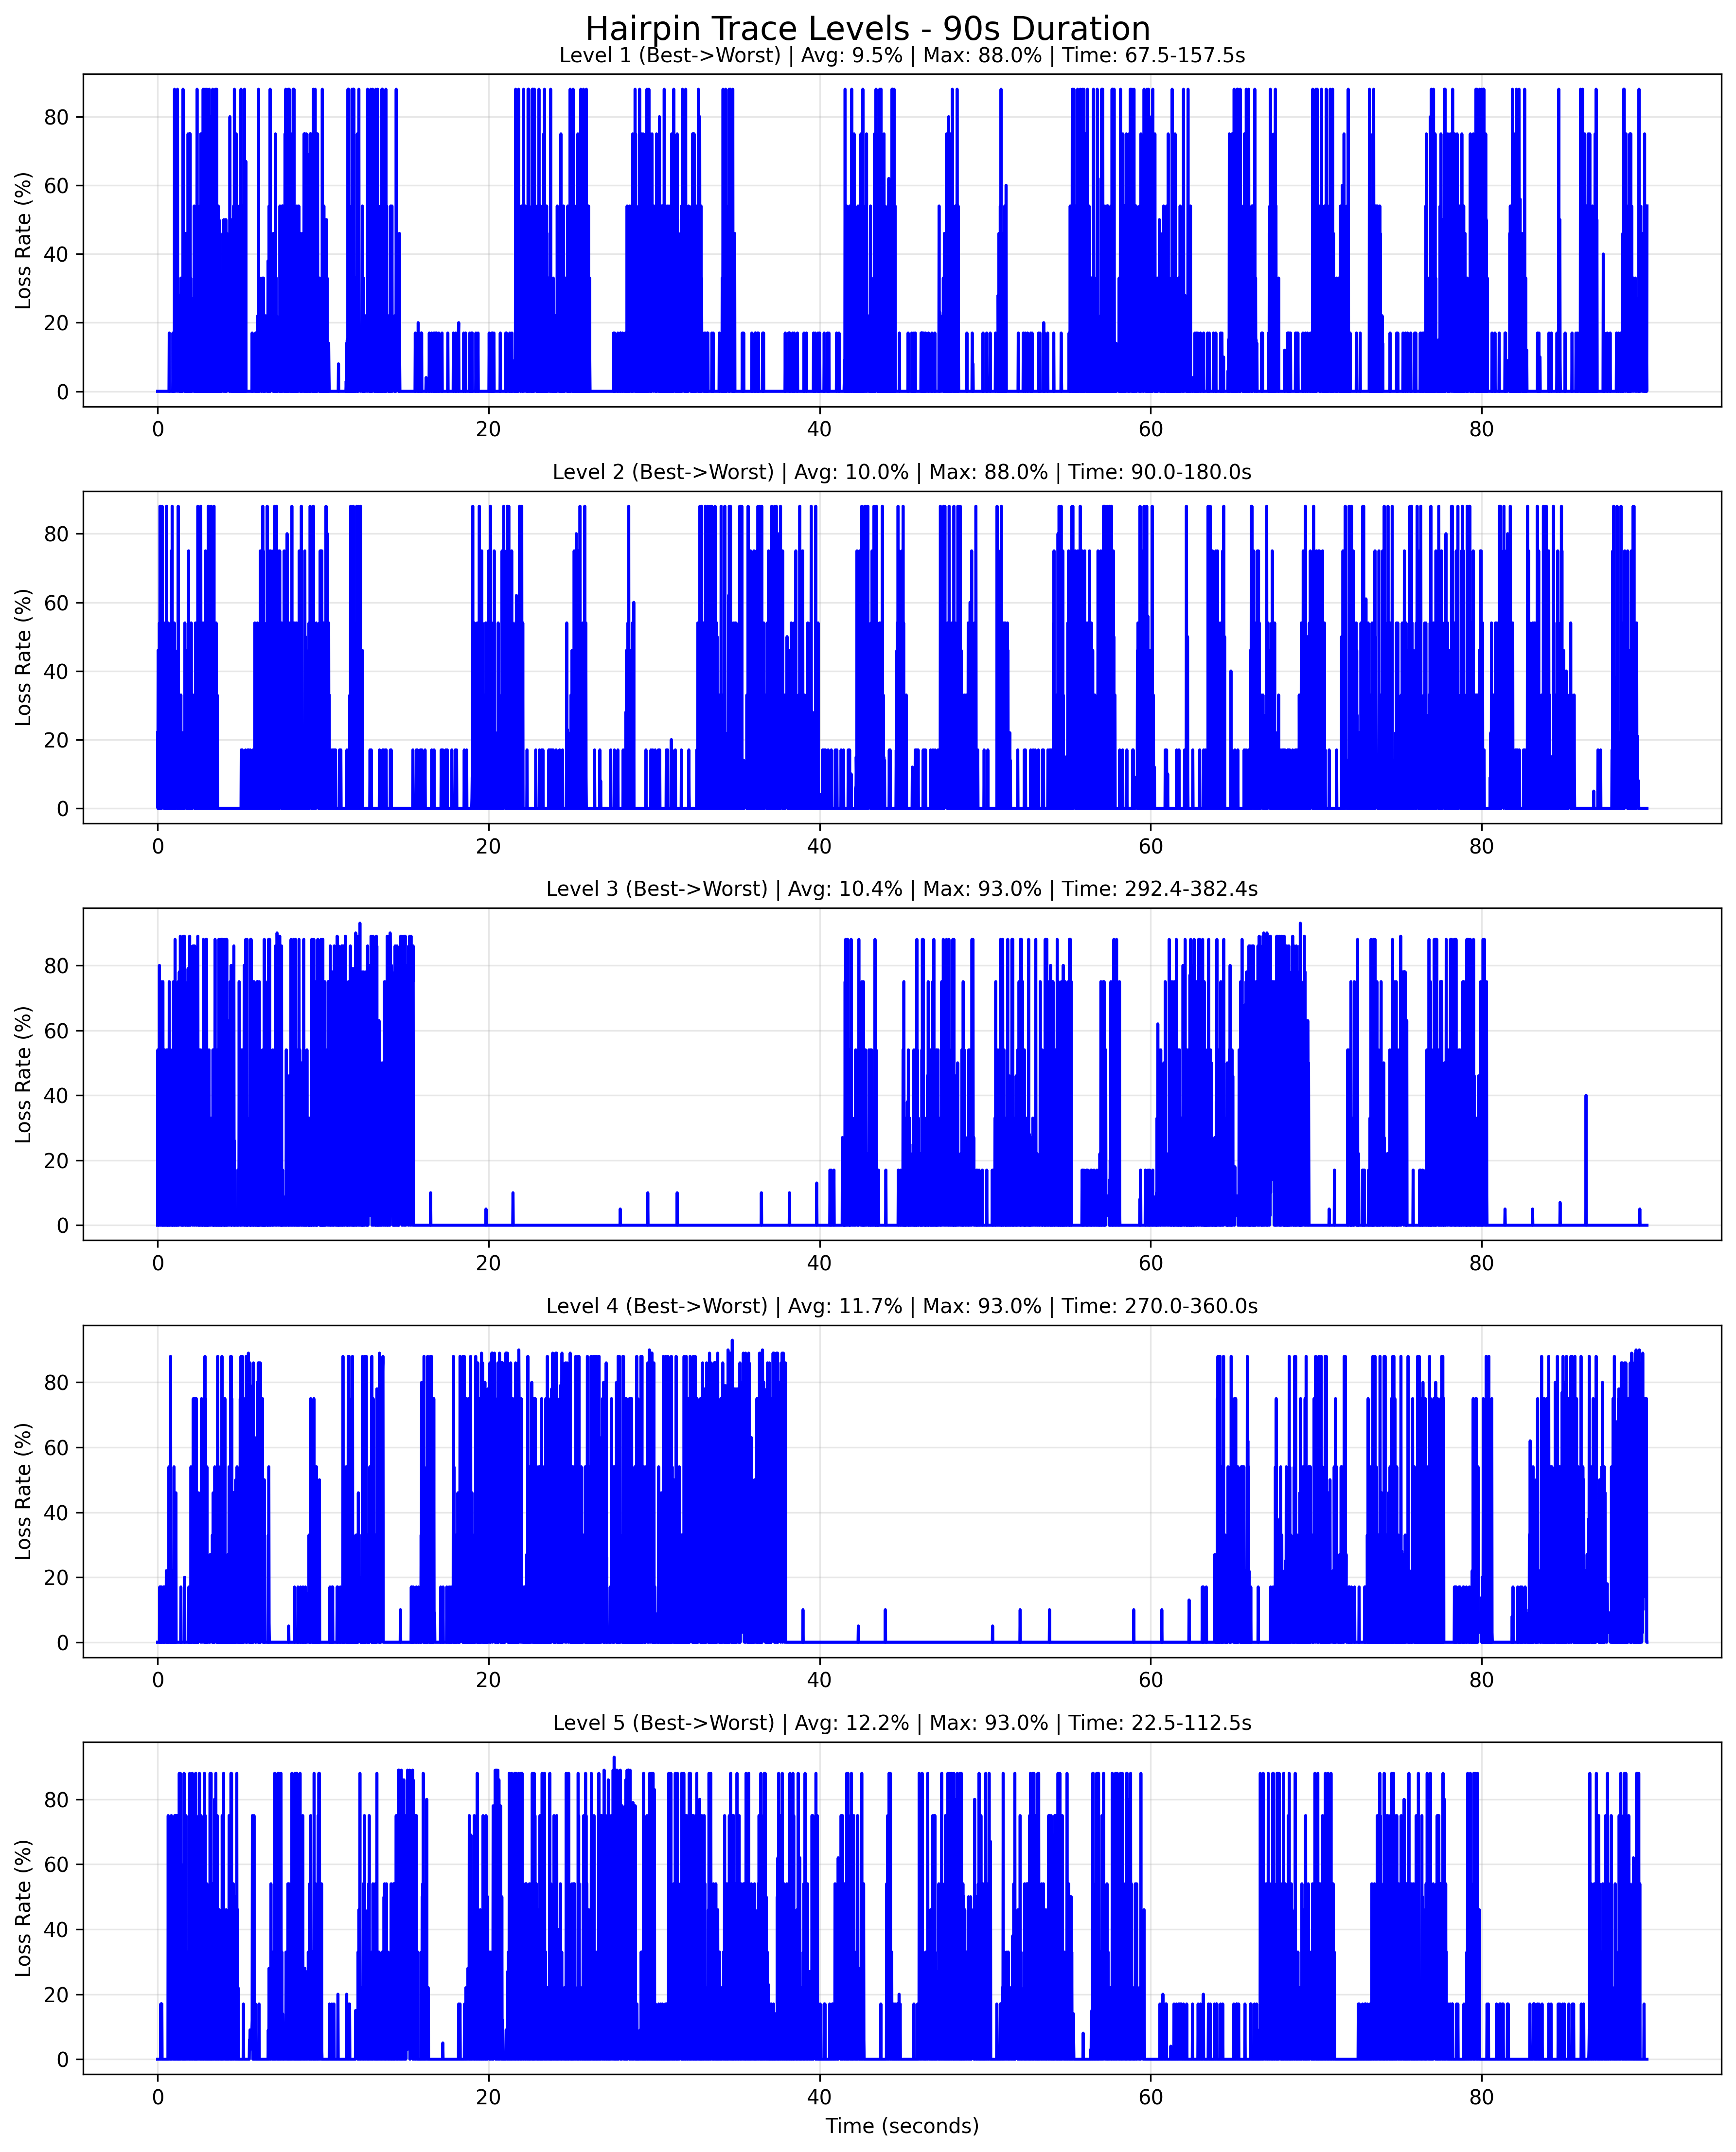 Hairpin Trace Levels - 90s Duration
Level 1 (Best->Worst) | Avg: 9.5% | Max: 88.0% | Time: 67.5-157.5s
80
60
40
20
0
Loss Rate (%)
0 20 40 60 80
Level 2 (Best->Worst) | Avg: 10.0% | Max: 88.0% | Time: 90.0-180.0s
80
60
40
20
0
Loss Rate (%)
0 20 40 60 80
Level 3 (Best->Worst) | Avg: 10.4% | Max: 93.0% | Time: 292.4-382.4s
80
60
40
20
0
Loss Rate (%)
0 20 40 60 80
Level 4 (Best->Worst) | Avg: 11.7% | Max: 93.0% | Time: 270.0-360.0s
80
60
40
20
0
Loss Rate (%)
0 20 40 60 80
Level 5 (Best->Worst) | Avg: 12.2% | Max: 93.0% | Time: 22.5-112.5s
80
60
40
20
0
Loss Rate (%)
0 20 40 60 80
Time (seconds)